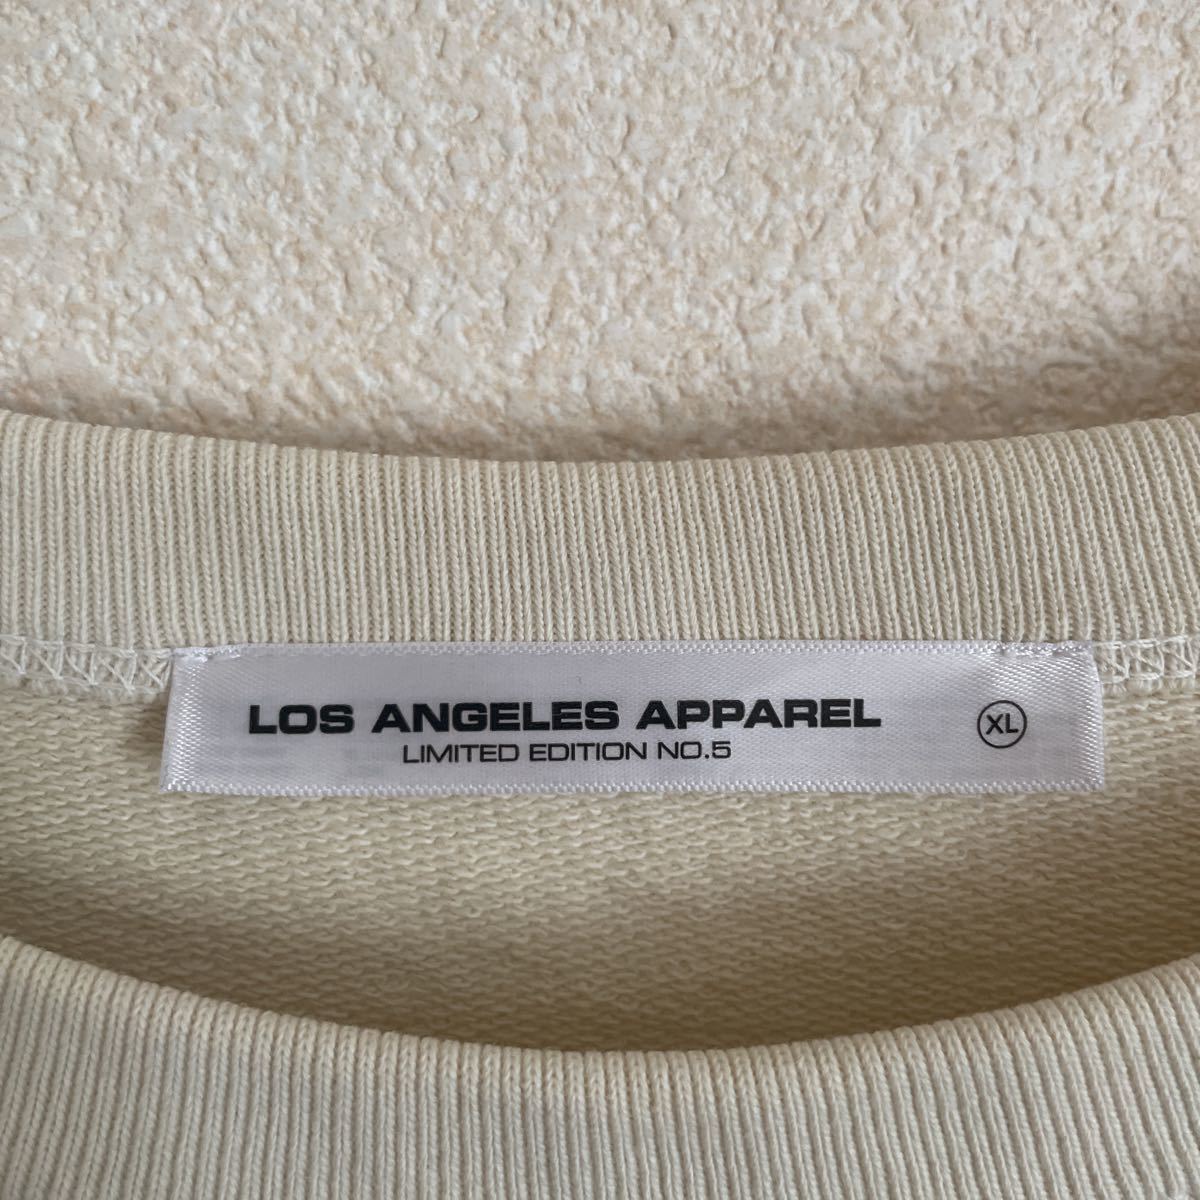 LOS ANGELES APPAREL
LIMITED EDITION NO.5
XL